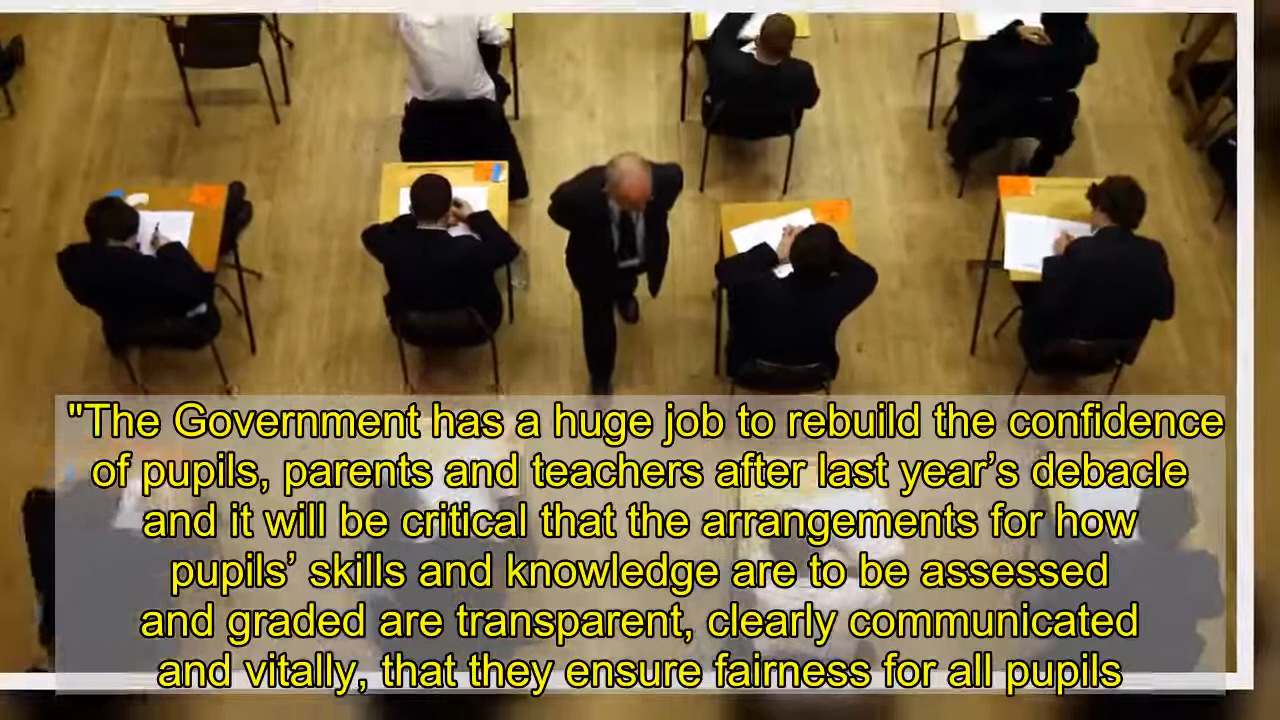 "The Government has a huge job to rebuild the confidence
of pupils, parents and teachers after last year’s debacle
and it will be critical that the arrangements for how
pupils’ skills and knowledge are to be assessed
and graded are transparent, clearly communicated
and vitally, that they ensure fairness for all pupils